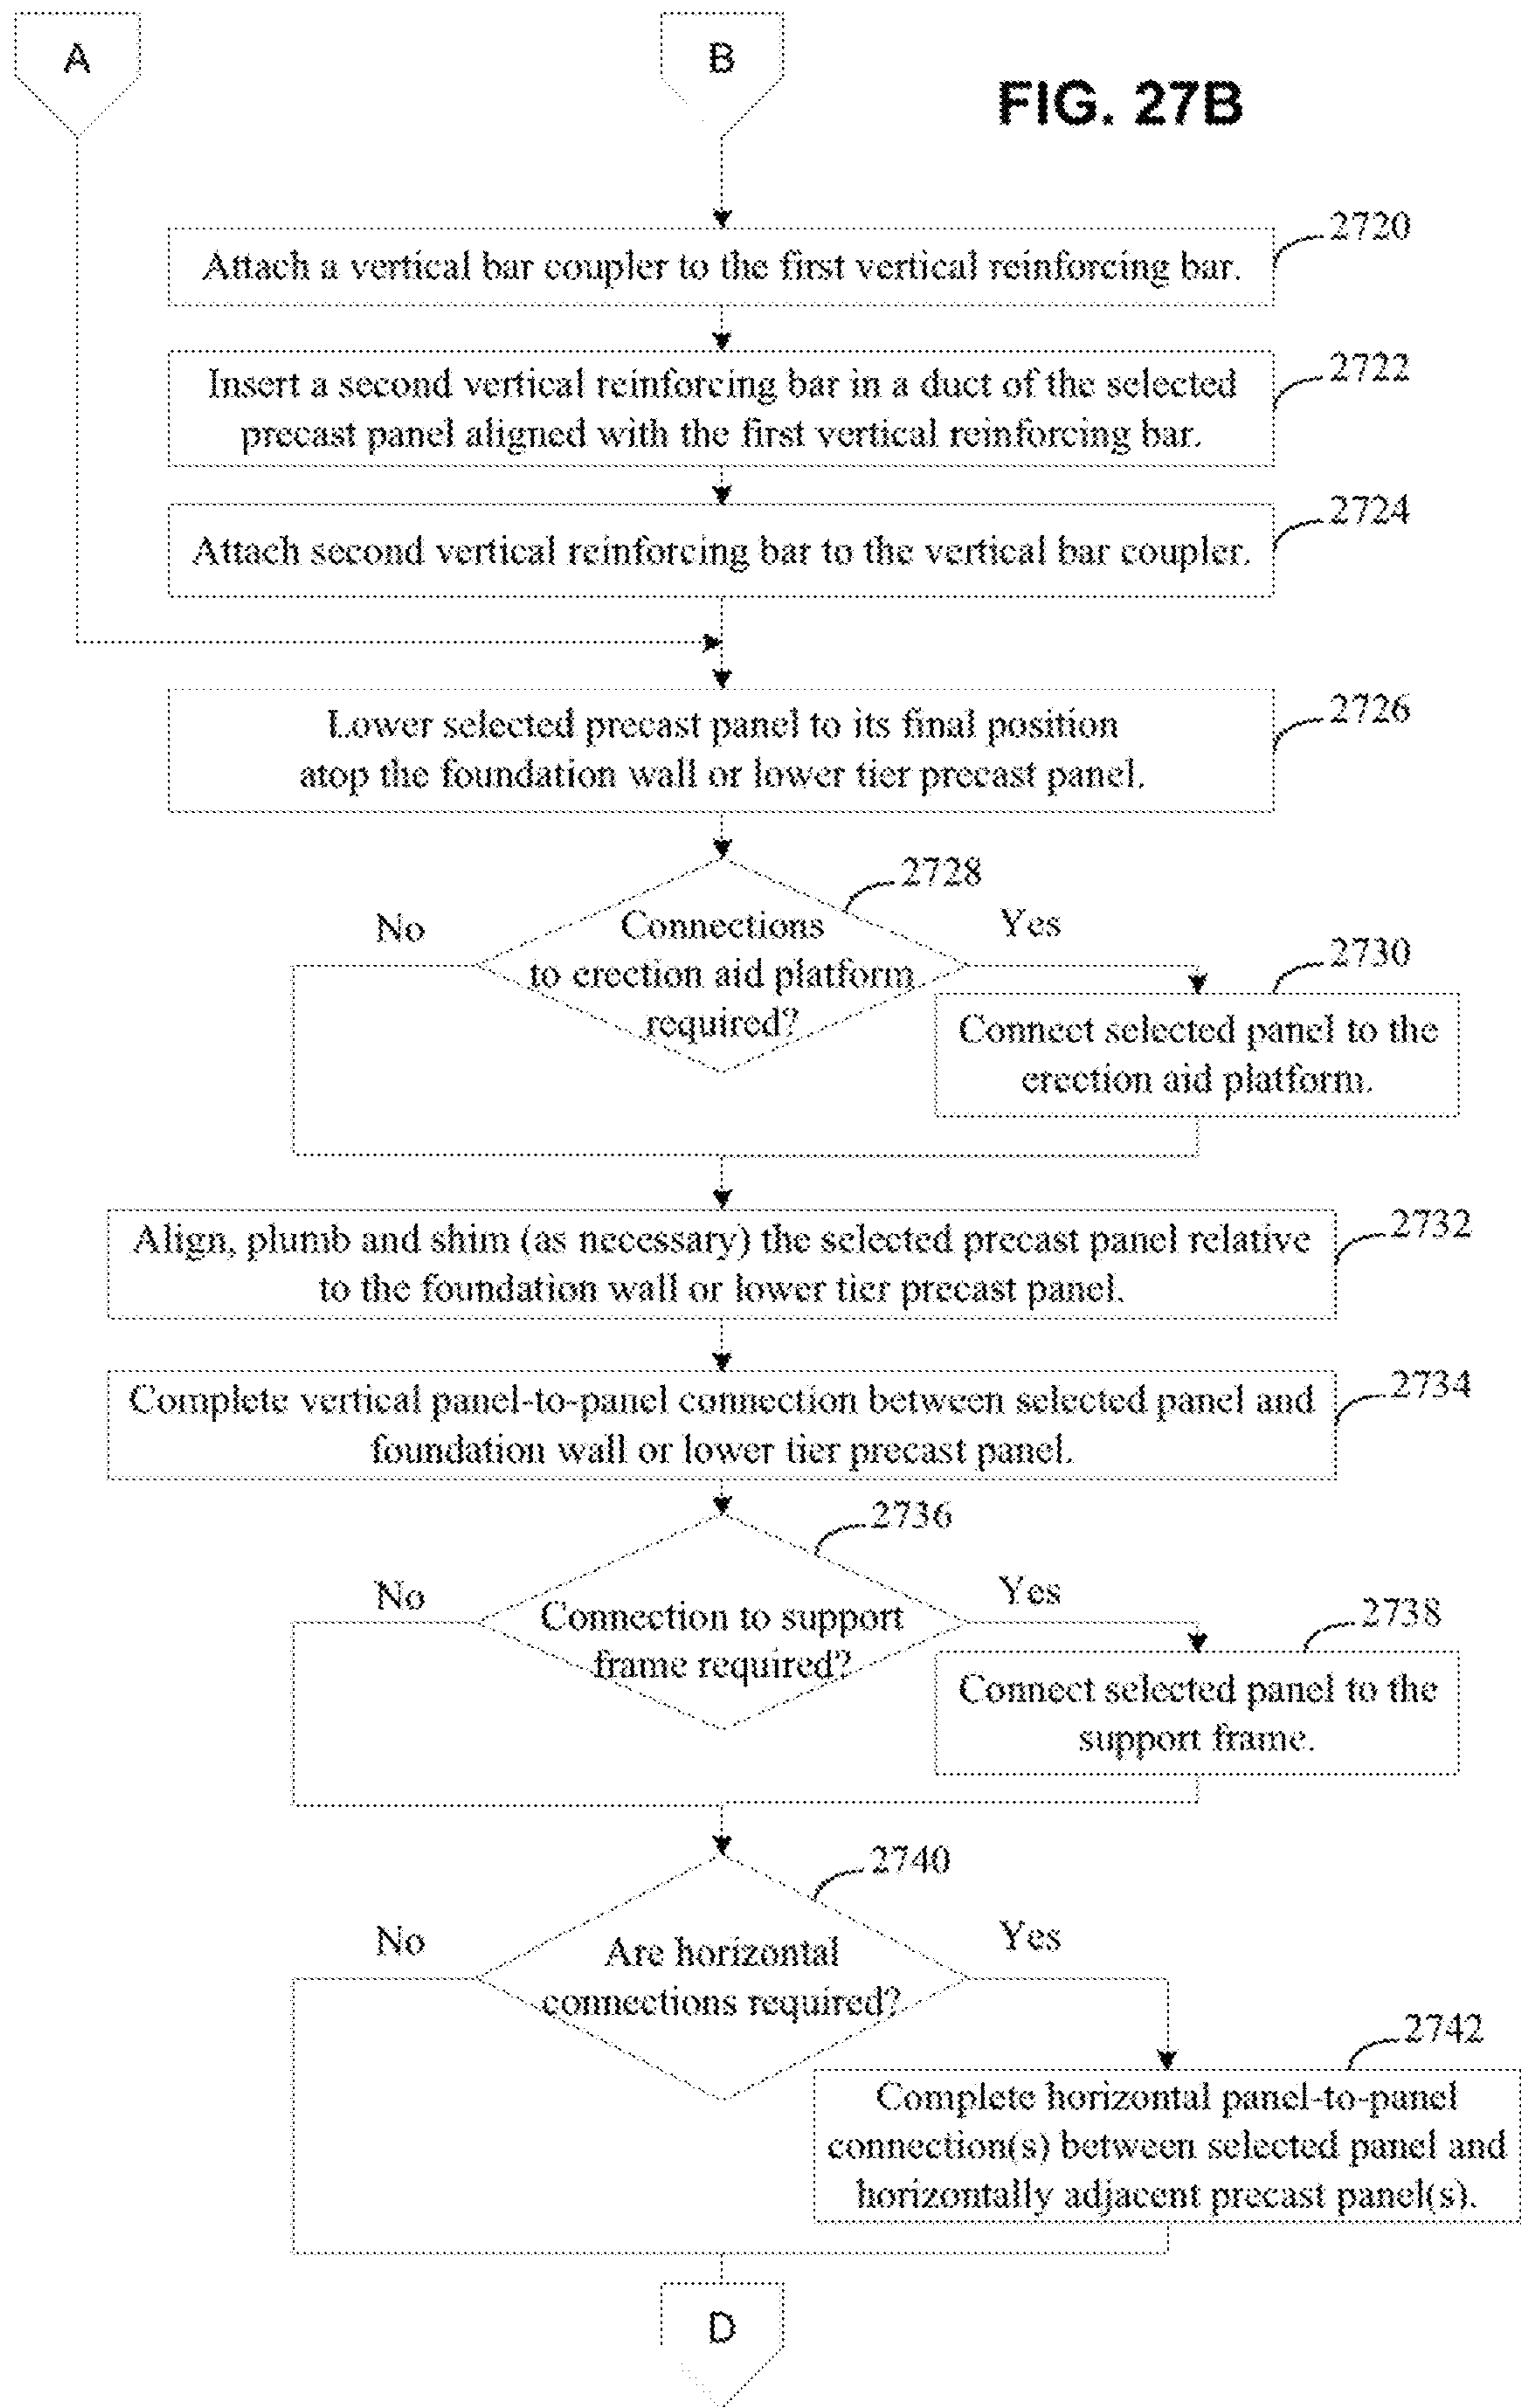 A
B
FIG. 27B
2720
Attach a vertical bar coupler to the first vertical reinforcing bar.
2722
Insert a second vertical reinforcing bar in a duct of the selected
precast panel aligned with the first vertical reinforcing bar.
2724
Attach second vertical reinforcing bar to the vertical bar coupler.
2726
Lower selected precast panel to its final position
atop the foundation wall or lower tier precast panel.
2728
No
Connections
to erection aid platform
required?
Yes
2730
Connect selected panel to the
erection aid platform.
2732
Align, plumb and shim (as necessary) the selected precast panel relative
to the foundation wall or lower tier precast panel.
2734
Complete vertical panel-to-panel connection between selected panel and
foundation wall or lower tier precast panel.
2736
No
Connection to support
frame required?
Yes
2738
Connect selected panel to the
support frame.
2740
No
Are horizontal
connections required?
Yes
2742
Complete horizontal panel-to-panel
connection(s) between selected panel and
horizontally adjacent precast panel(s).
D